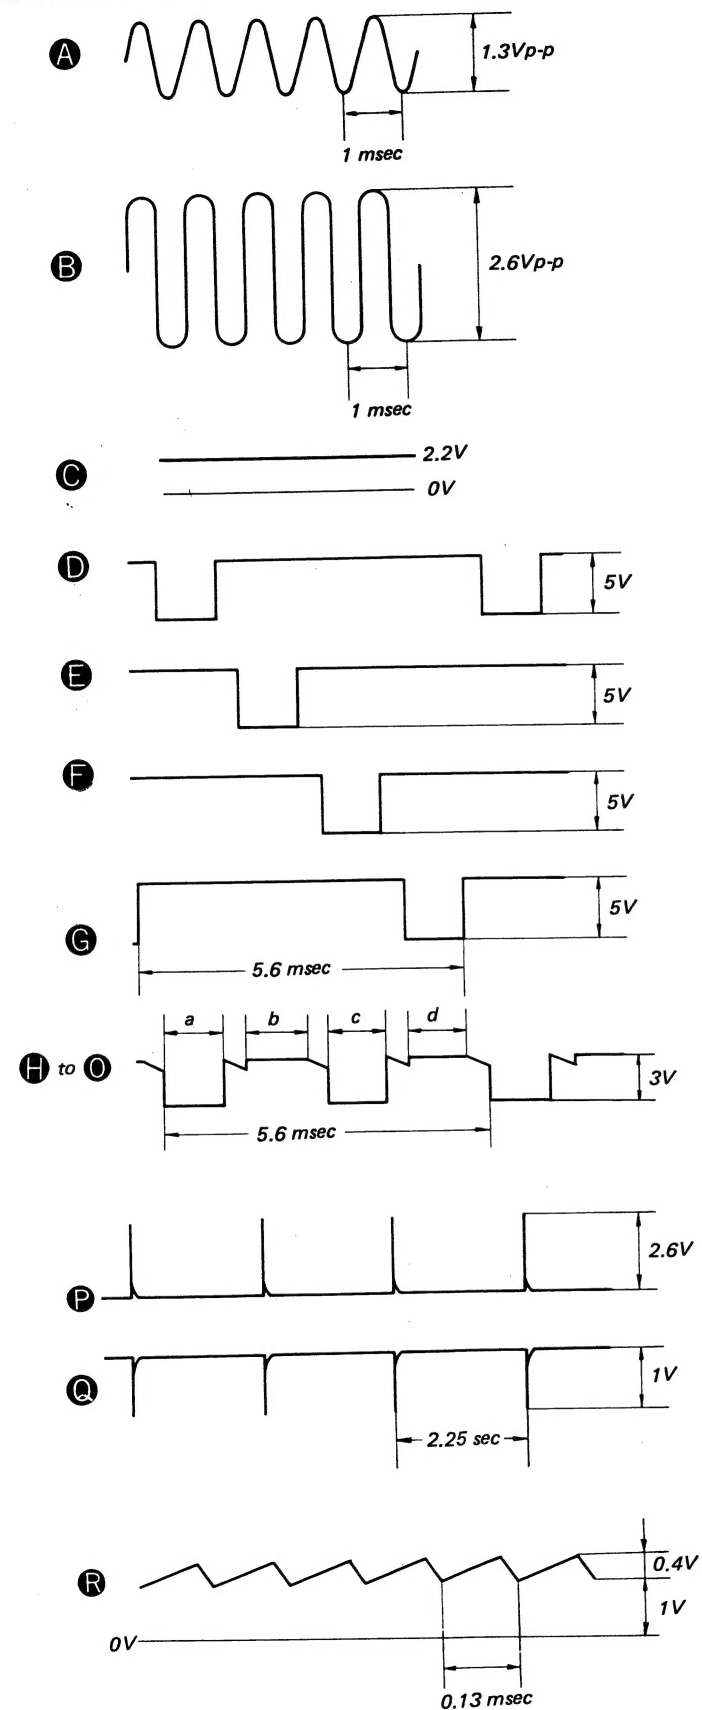 A
1.3Vp-p
1 msec
B
2.6Vp-p
1 msec
C
2.2V
0V
D
5V
E
5V
F
5V
G
5V
5.6 msec
a b c d
H to O
3V
5.6 msec
P
2.6V
Q
1V
2.25 sec
R
0.4V
1V
0V
0.13 msec